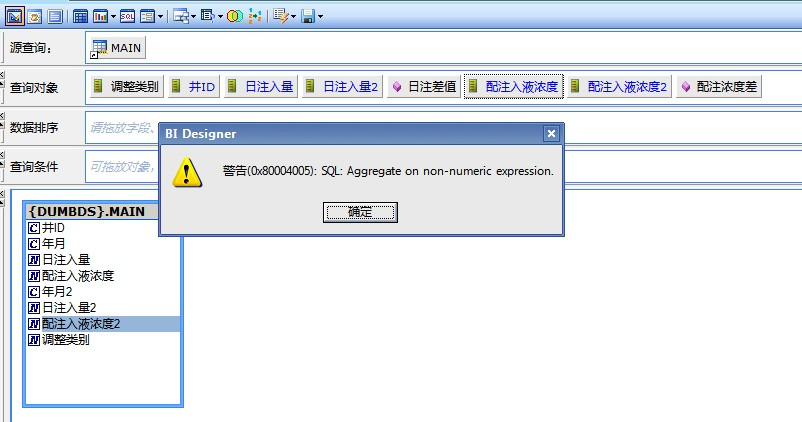 SQL
源查询：
MAIN
查询对象
调整类别 井ID 日注入量 日注入量2 日注差值 配注入液浓度 配注入液浓度2 配注浓度差
数据排序
请拖放字段、
BI Designer
查询条件
可拖放对象，
警告(0x80004005): SQL: Aggregate on non-numeric expression.
确定
{DUMBDS}.MAIN
C 井ID
C 年月
N 日注入量
N 配注入液浓度
C 年月2
N 日注入量2
N 配注入液浓度2
N 调整类别